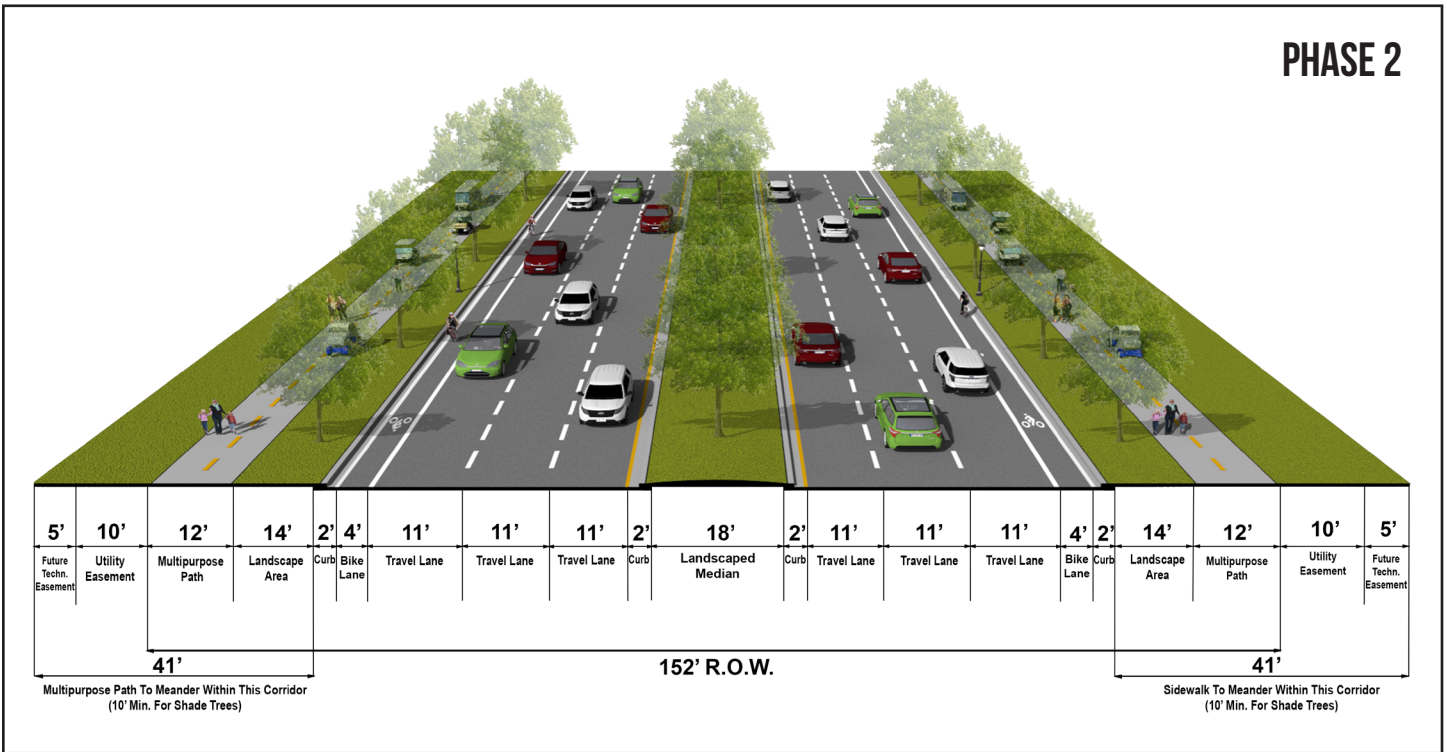 PHASE 2
5' 10' 12' 14' 2' 4' 11' 11' 11' 2' 18' 2' 11' 11' 11' 4' 2' 14' 12' 10' 5'
Future
Techn.
Easement
Utility
Easement
Multipurpose
Path
Landscape
Area
Curb
Bike
Lane
Travel Lane
Travel Lane
Travel Lane
Curb
Landscaped
Median
Curb
Travel Lane
Travel Lane
Travel Lane
Bike
Lane
Curb
Landscape
Area
Multipurpose
Path
Utility
Easement
Future
Techn.
Easement
41'
152' R.O.W.
41'
Multipurpose Path To Meander Within This Corridor
(10' Min. For Shade Trees)
Sidewalk To Meander Within This Corridor
(10' Min. For Shade Trees)